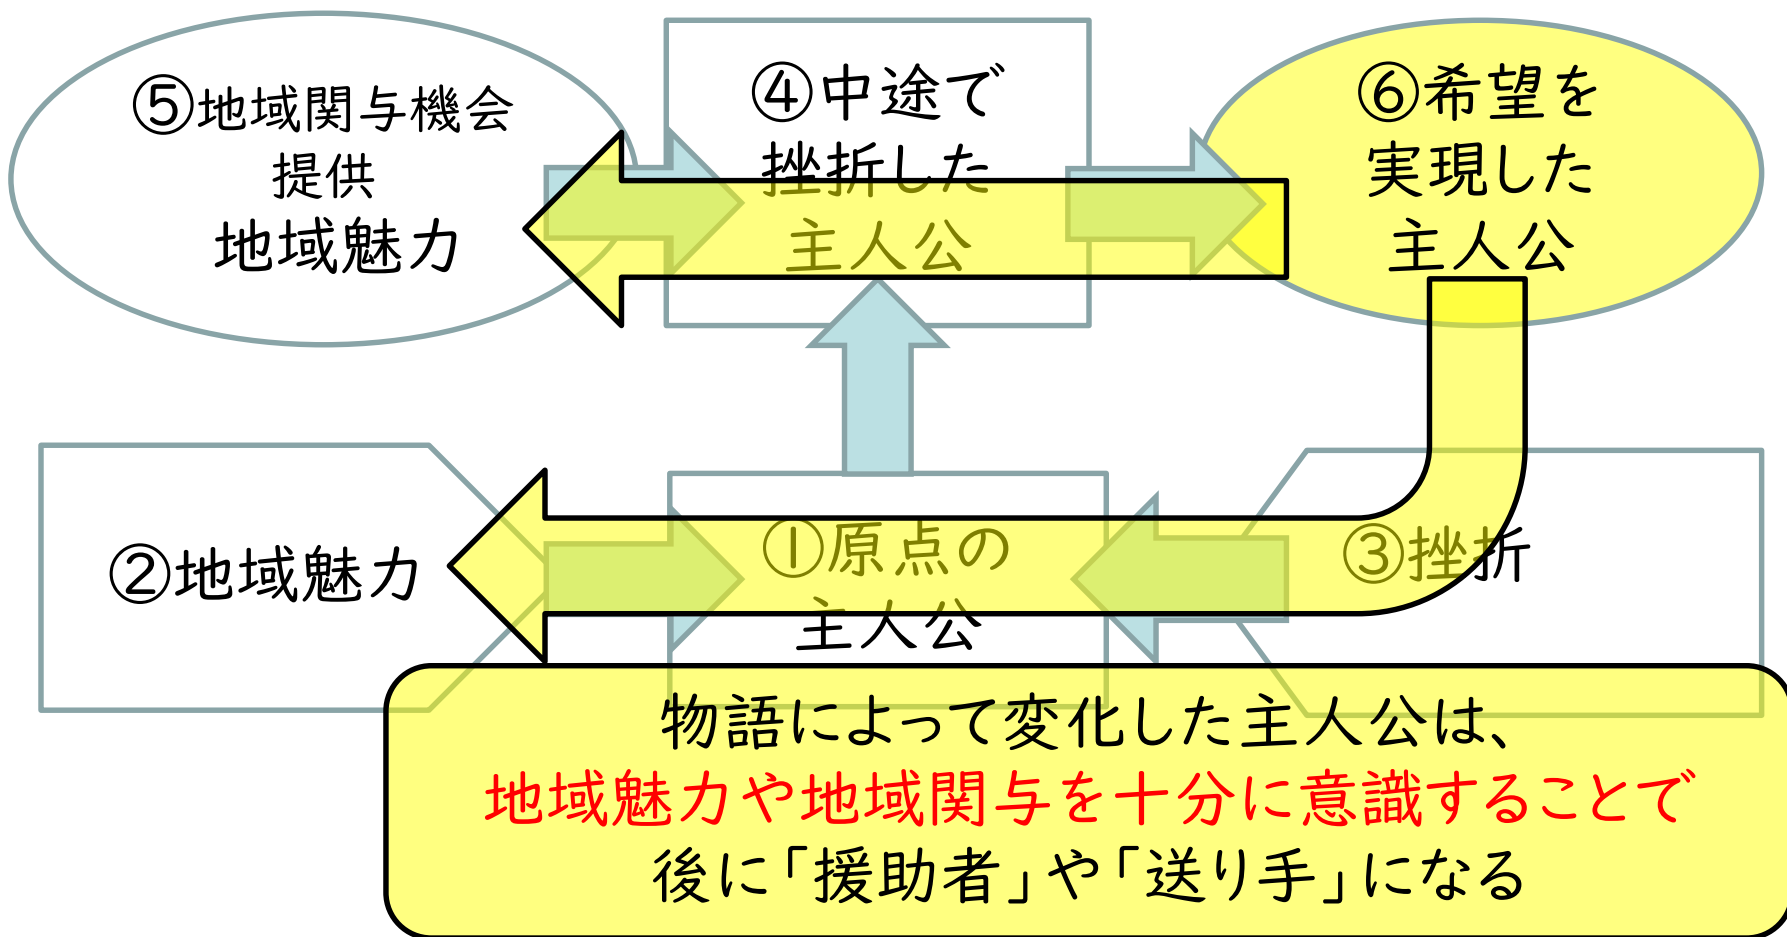 ⑤地域関与機会
提供
地域魅力
④中途で
挫折した
主人公
⑥希望を
実現した
主人公
②地域魅力
①原点の
主人公
③挫折
物語によって変化した主人公は、
地域魅力や地域関与を十分に意識することで
後に「援助者」や「送り手」になる